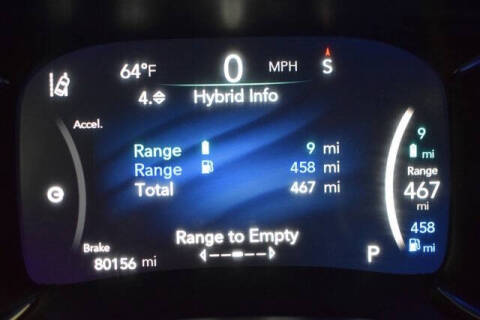 64°F 0 MPH S
4. Hybrid Info
Accel.
Range 9 mi
Range 458 mi
Total 467 mi
Range to Empty
Brake
80156 mi
P
9
mi
Range
467
mi
458
mi